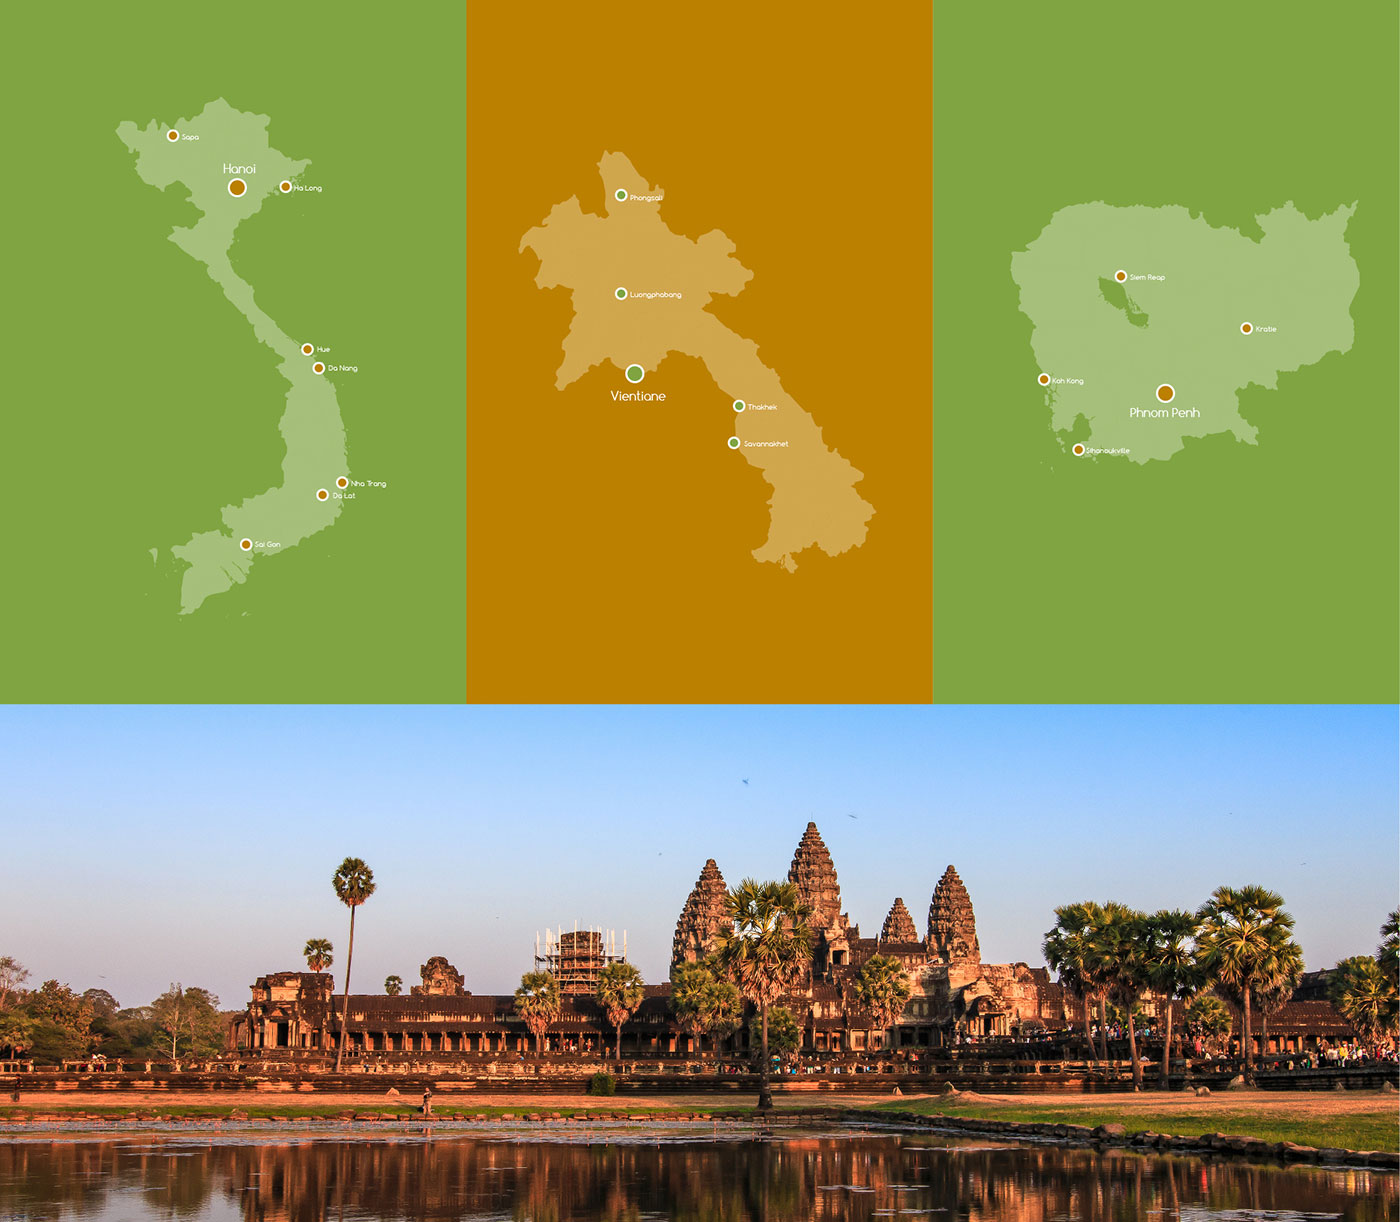 Sapa
Hanoi
Ha Long
Hue
Da Nang
Nha Trang
Da Lat
Sai Gon
Phongsali
Luongphabang
Vientiane
Thakhek
Savannakhet
Siem Reap
Kratie
Koh Kong
Phnom Penh
Sihanoukville